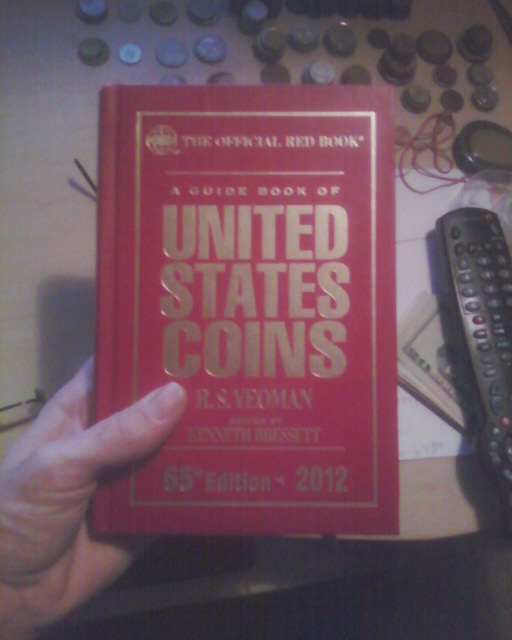 THE OFFICIAL RED BOOK®
A GUIDE BOOK OF
UNITED
STATES
COINS
R. S. YEOMAN
EDITED BY
KENNETH BRESSETT
65th Edition • 2012